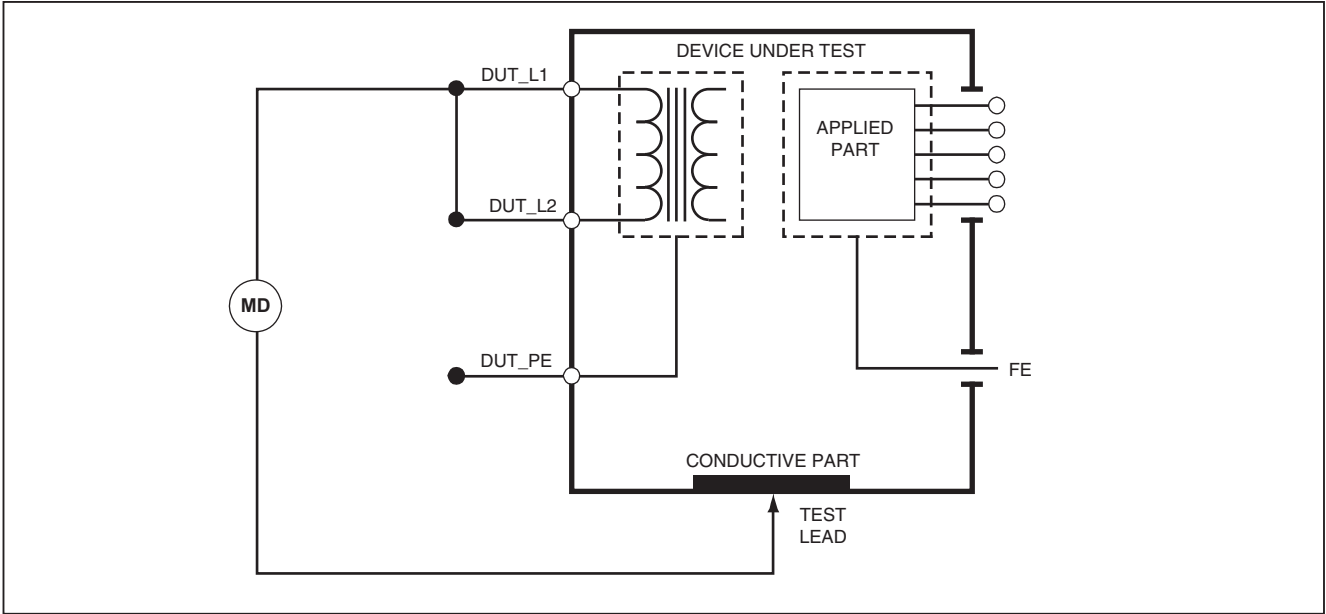 DEVICE UNDER TEST
DUT_L1
APPLIED
PART
DUT_L2
MD
DUT_PE
FE
CONDUCTIVE PART
TEST
LEAD